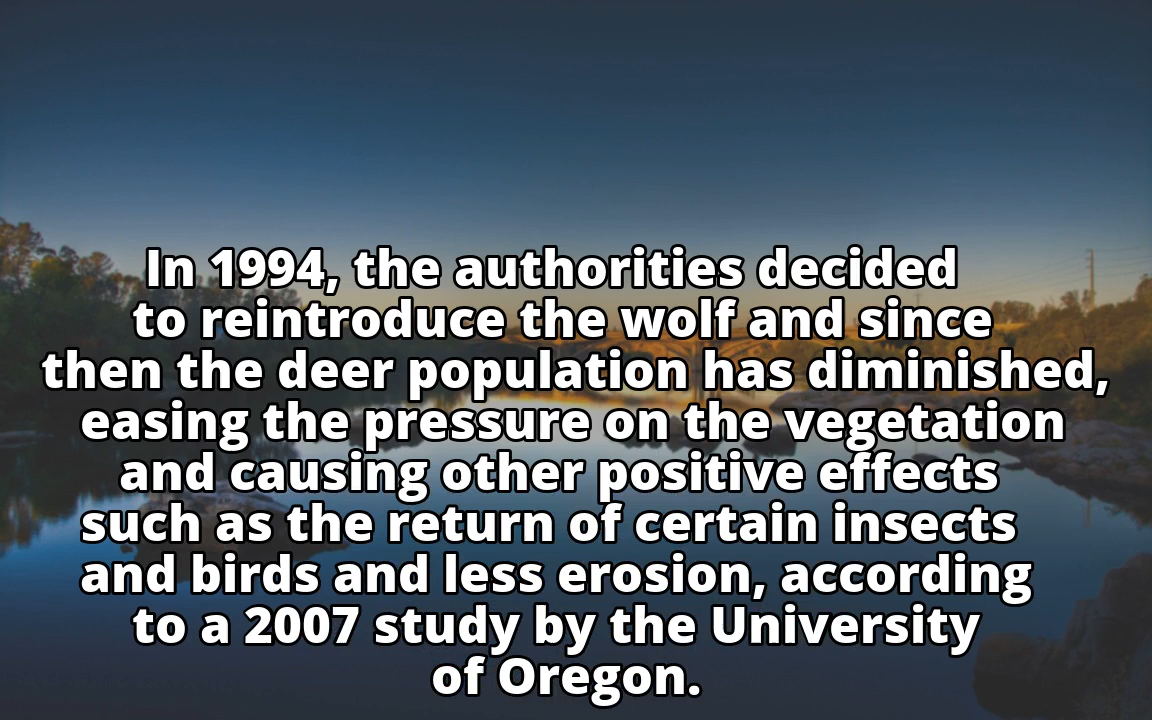 In 1994, the authorities decided
to reintroduce the wolf and since
then the deer population has diminished,
easing the pressure on the vegetation
and causing other positive effects
such as the return of certain insects
and birds and less erosion, according
to a 2007 study by the University
of Oregon.